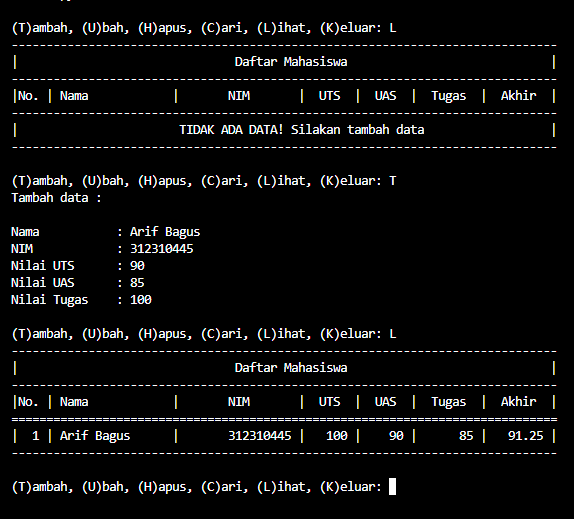 (T)ambah, (U)bah, (H)apus, (C)ari, (L)ihat, (K)eluar: L
------------------------------------------------------------------------------
|                               Daftar Mahasiswa                             |
------------------------------------------------------------------------------
|No. | Nama            |       NIM       |  UTS  |  UAS  |  Tugas  |  Akhir  |
------------------------------------------------------------------------------
|                       TIDAK ADA DATA! Silakan tambah data                  |
------------------------------------------------------------------------------
(T)ambah, (U)bah, (H)apus, (C)ari, (L)ihat, (K)eluar: T
Tambah data :
Nama           : Arif Bagus
NIM            : 312310445
Nilai UTS      : 90
Nilai UAS      : 85
Nilai Tugas    : 100
(T)ambah, (U)bah, (H)apus, (C)ari, (L)ihat, (K)eluar: L
------------------------------------------------------------------------------
|                               Daftar Mahasiswa                             |
------------------------------------------------------------------------------
|No. | Nama            |       NIM       |  UTS  |  UAS  |  Tugas  |  Akhir  |
==============================================================================
|  1 | Arif Bagus      |       312310445 |   100 |    90 |      85 |   91.25 |
------------------------------------------------------------------------------
(T)ambah, (U)bah, (H)apus, (C)ari, (L)ihat, (K)eluar: